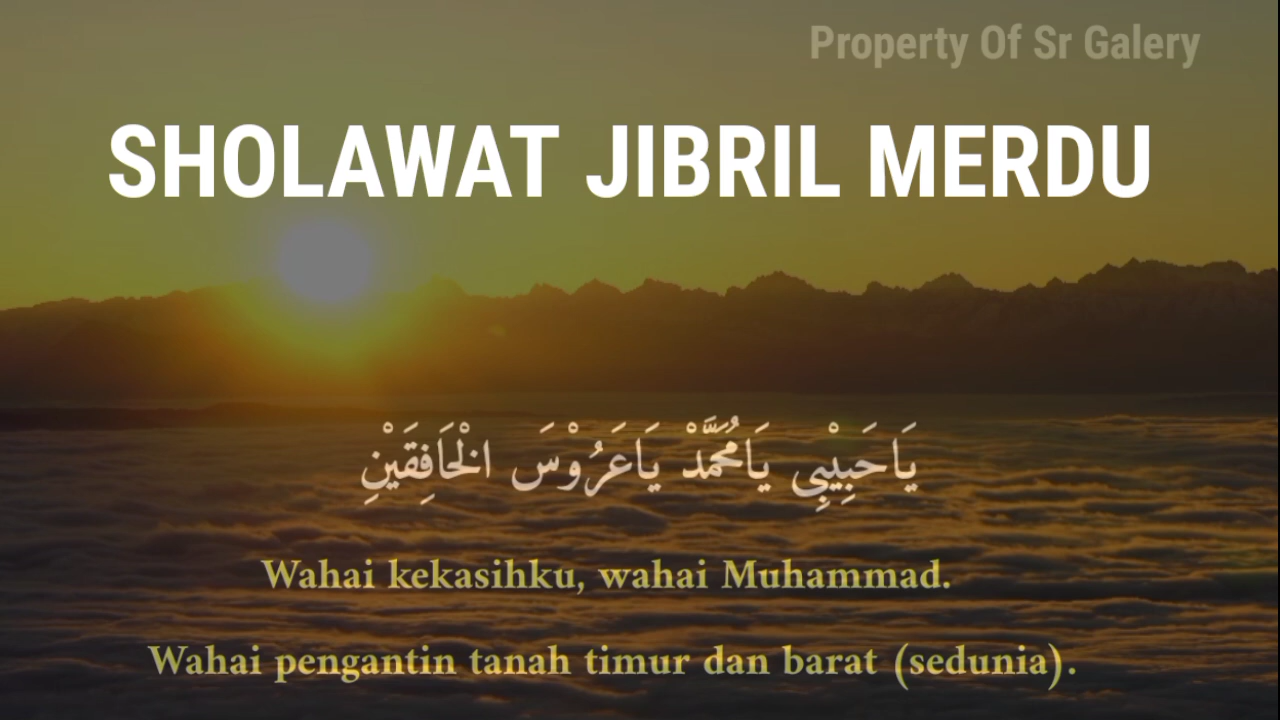 Property Of Sr Galery
SHOLAWAT JIBRIL MERDU
يَاحَبِيْبِى يَامُحَمَّدْ يَاعَرُوْسَ الْخَافِقَيْنِ
Wahai kekasihku, wahai Muhammad.
Wahai pengantin tanah timur dan barat (sedunia).